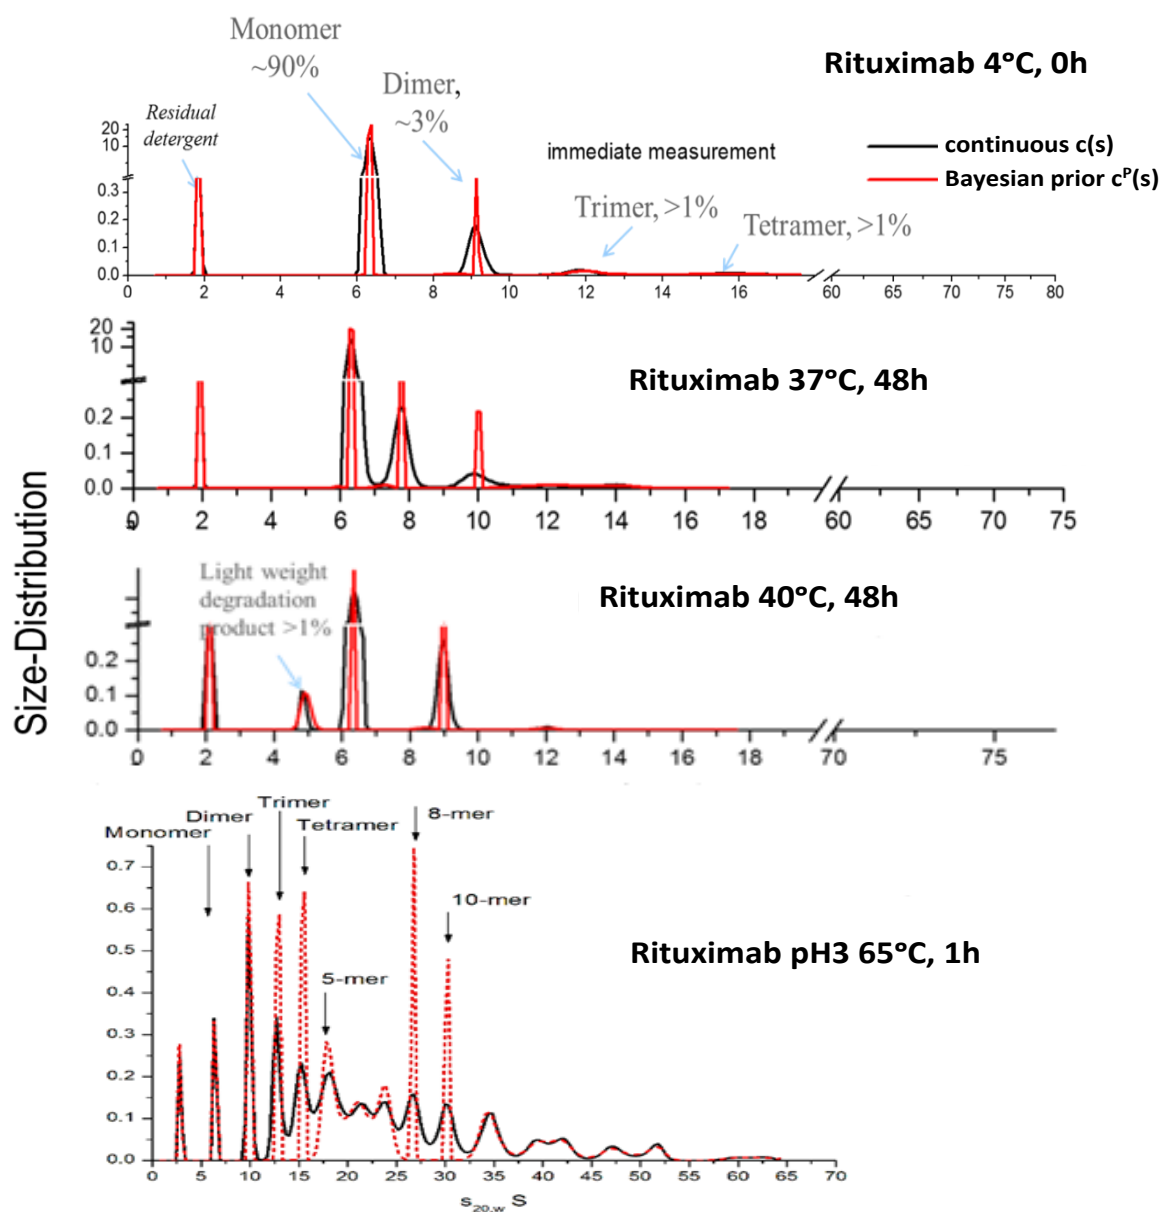 Monomer
~90%
Rituximab 4°C, 0h
Dimer,
~3%
Residual
detergent
immediate measurement
continuous c(s)
Bayesian prior cᴾ(s)
Trimer, >1%
Tetramer, >1%
20
10
0.3
0.2
0.1
0.0
0 2 4 6 8 10 12 14 16 60 65 70 75 80
Rituximab 37°C, 48h
20
10
0.2
0.1
0.0
0 2 4 6 8 10 12 14 16 18 60 65 70 75
Size-Distribution
Light weight
degradation
product >1%
Rituximab 40°C, 48h
0.2
0.1
0.0
0 2 4 6 8 10 12 14 16 18 70 75
Monomer
Dimer
Trimer
Tetramer
8-mer
10-mer
5-mer
Rituximab pH3 65°C, 1h
0.7
0.6
0.5
0.4
0.3
0.2
0.1
0.0
0 5 10 15 20 25 30 35 40 45 50 55 60 65 70
s20,w S